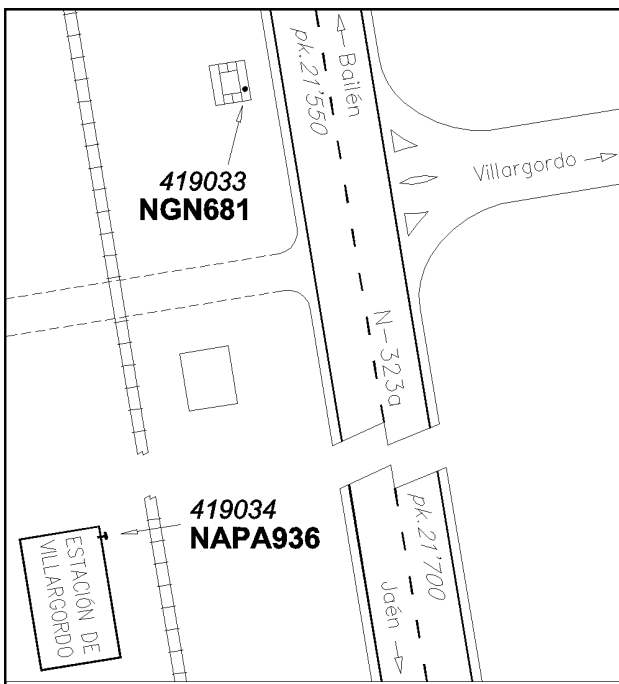 Bailén
pk.21'550
419033
NGN681
Villargordo
N-323a
419034
NAPA936
ESTACIÓN DE
VILLARGORDO
pk.21'700
Jaén